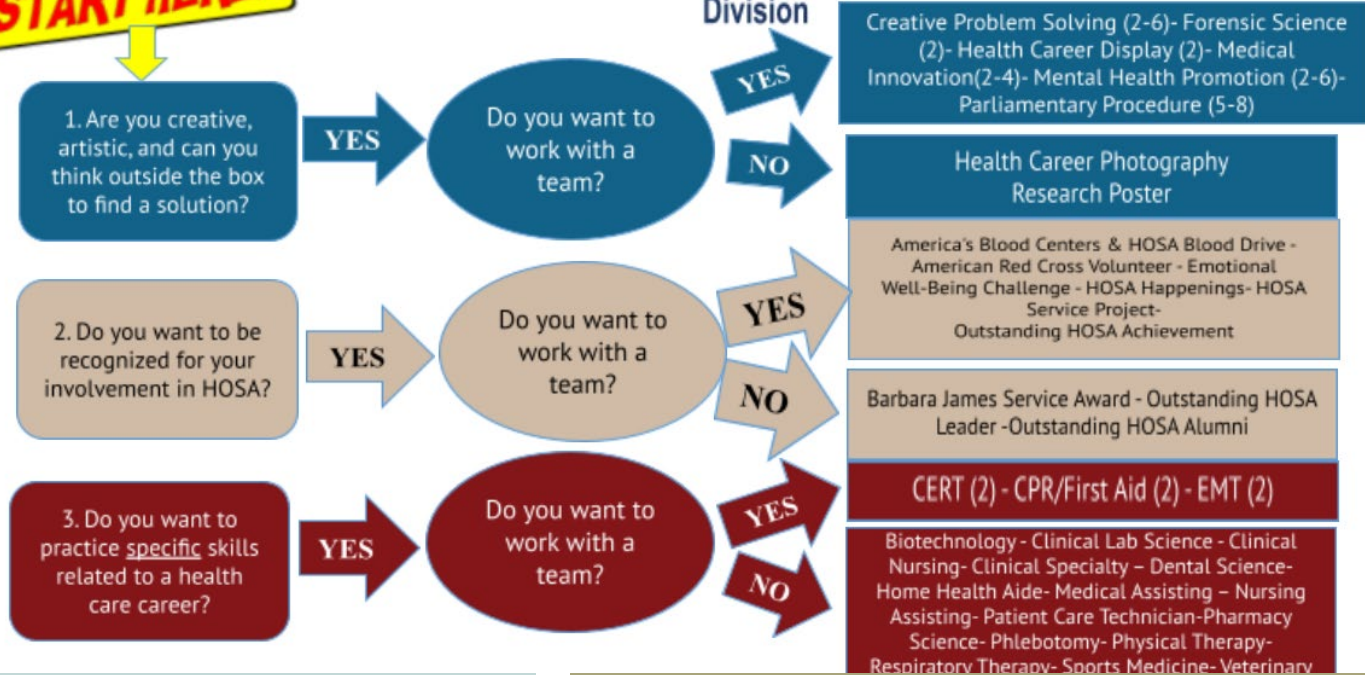 START HERE
Division
1. Are you creative,
artistic, and can you
think outside the box
to find a solution?
YES
Do you want to
work with a
team?
YES
NO
Creative Problem Solving (2-6)- Forensic Science
(2)- Health Career Display (2)- Medical
Innovation(2-4)- Mental Health Promotion (2-6)-
Parliamentary Procedure (5-8)
Health Career Photography
Research Poster
2. Do you want to be
recognized for your
involvement in HOSA?
YES
Do you want to
work with a
team?
YES
NO
America's Blood Centers & HOSA Blood Drive -
American Red Cross Volunteer - Emotional
Well-Being Challenge - HOSA Happenings- HOSA
Service Project-
Outstanding HOSA Achievement
Barbara James Service Award - Outstanding HOSA
Leader -Outstanding HOSA Alumni
3. Do you want to
practice specific skills
related to a health
care career?
YES
Do you want to
work with a
team?
YES
NO
CERT (2) - CPR/First Aid (2) - EMT (2)
Biotechnology - Clinical Lab Science - Clinical
Nursing- Clinical Specialty – Dental Science-
Home Health Aide- Medical Assisting – Nursing
Assisting- Patient Care Technician-Pharmacy
Science- Phlebotomy- Physical Therapy-
Respiratory Therapy- Sports Medicine- Veterinary